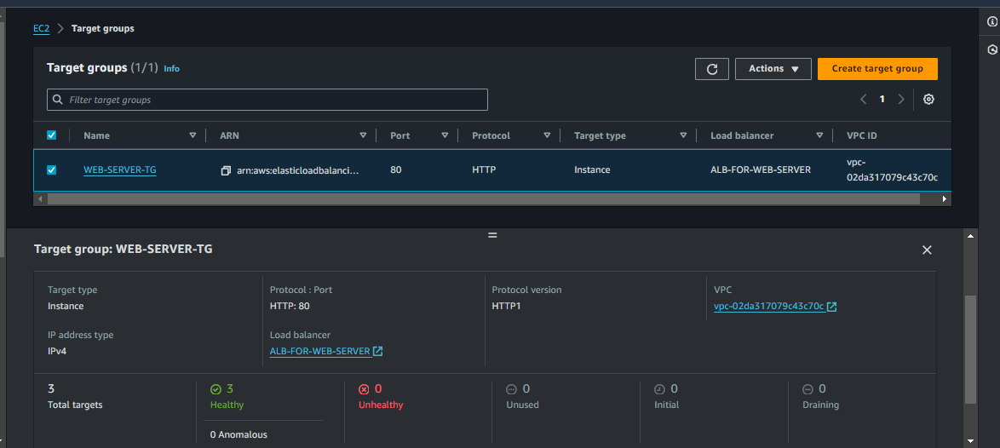 EC2 > Target groups
Target groups (1/1) Info
Actions
Create target group
Filter target groups
1
Name ARN Port Protocol Target type Load balancer VPC ID
WEB-SERVER-TG arn:aws:elasticloadbalanci... 80 HTTP Instance ALB-FOR-WEB-SERVER vpc-
02da317079c43c70c
Target group: WEB-SERVER-TG
Target type Protocol : Port Protocol version VPC
Instance HTTP: 80 HTTP1 vpc-02da317079c43c70c
IP address type Load balancer
IPv4 ALB-FOR-WEB-SERVER
3 3 0 0 0 0
Total targets Healthy Unhealthy Unused Initial Draining
0 Anomalous